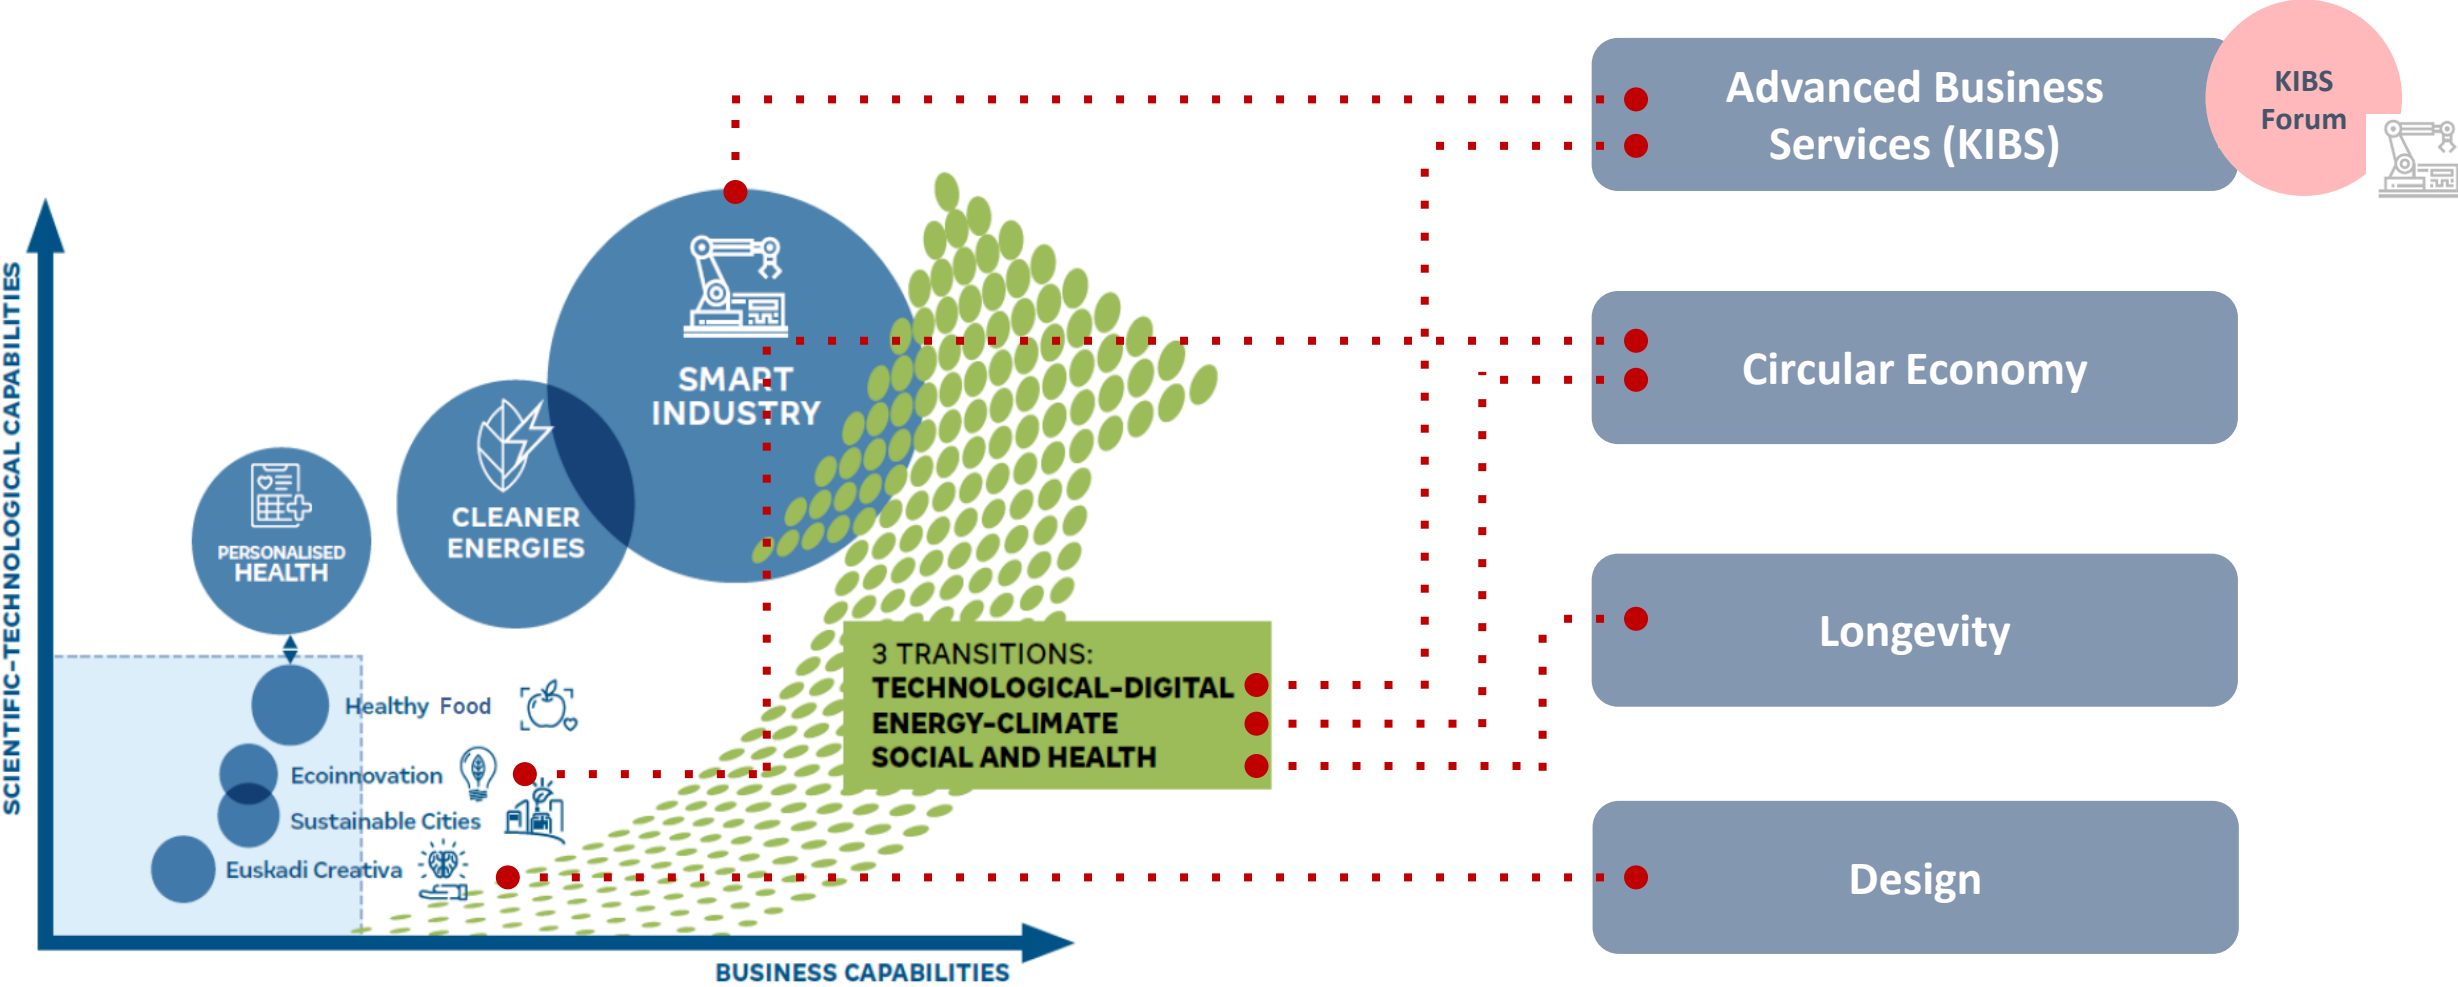 Advanced Business
Services (KIBS)
KIBS
Forum
Circular Economy
Longevity
Design
SCIENTIFIC-TECHNOLOGICAL CAPABILITIES
SMART
INDUSTRY
CLEANER
ENERGIES
PERSONALISED
HEALTH
3 TRANSITIONS:
TECHNOLOGICAL-DIGITAL
ENERGY-CLIMATE
SOCIAL AND HEALTH
Healthy Food
Ecoinnovation
Sustainable Cities
Euskadi Creativa
BUSINESS CAPABILITIES